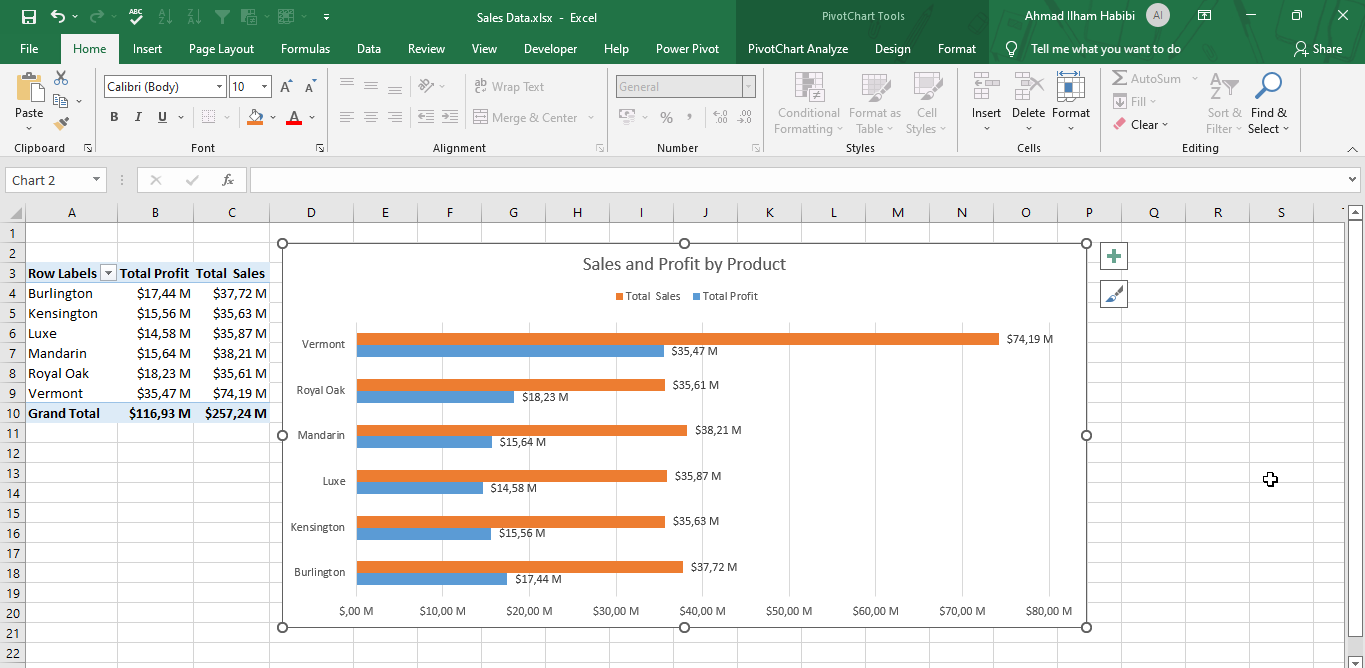 Sales Data.xlsx - Excel
PivotChart Tools
Ahmad Ilham Habibi AI
File Home Insert Page Layout Formulas Data Review View Developer Help Power Pivot PivotChart Analyze Design Format Tell me what you want to do Share
Paste
Clipboard
Calibri (Body) 10
B I U A
Font
ab Wrap Text
Merge & Center
Alignment
General
% ,
Number
Conditional Formatting
Format as Table
Cell Styles
Styles
Insert Delete Format
Cells
AutoSum
Fill
Clear
Sort & Filter
Find & Select
Editing
Chart 2 fx
A B C D E F G H I J K L M N O P Q R S
1
2
3 Row Labels Total Profit Total  Sales
4 Burlington $17,44 M $37,72 M
5 Kensington $15,56 M $35,63 M
6 Luxe $14,58 M $35,87 M
7 Mandarin $15,64 M $38,21 M
8 Royal Oak $18,23 M $35,61 M
9 Vermont $35,47 M $74,19 M
10 Grand Total $116,93 M $257,24 M
11
12
13
14
15
16
17
18
19
20
21
22
Sales and Profit by Product
Total  Sales Total Profit
Vermont $74,19 M
$35,47 M
Royal Oak $35,61 M
$18,23 M
Mandarin $38,21 M
$15,64 M
Luxe $35,87 M
$14,58 M
Kensington $35,63 M
$15,56 M
Burlington $37,72 M
$17,44 M
$,00 M $10,00 M $20,00 M $30,00 M $40,00 M $50,00 M $60,00 M $70,00 M $80,00 M